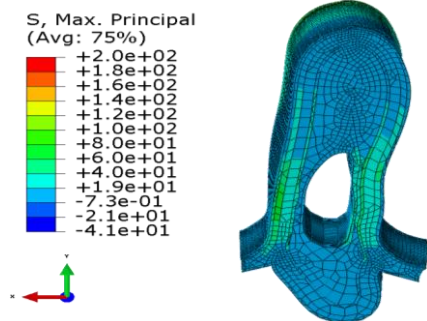 S, Max. Principal
(Avg: 75%)
+2.0e+02
+1.8e+02
+1.6e+02
+1.4e+02
+1.2e+02
+1.0e+02
+8.0e+01
+6.0e+01
+4.0e+01
+1.9e+01
-7.3e-01
-2.1e+01
-4.1e+01
Y
X